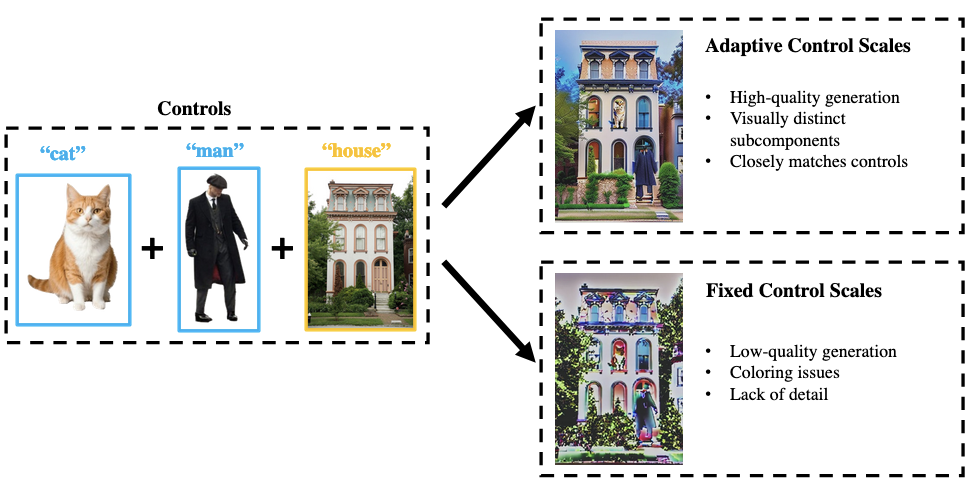 Controls
“cat”
“man”
“house”
Adaptive Control Scales
• High-quality generation
• Visually distinct
subcomponents
• Closely matches controls
Fixed Control Scales
• Low-quality generation
• Coloring issues
• Lack of detail